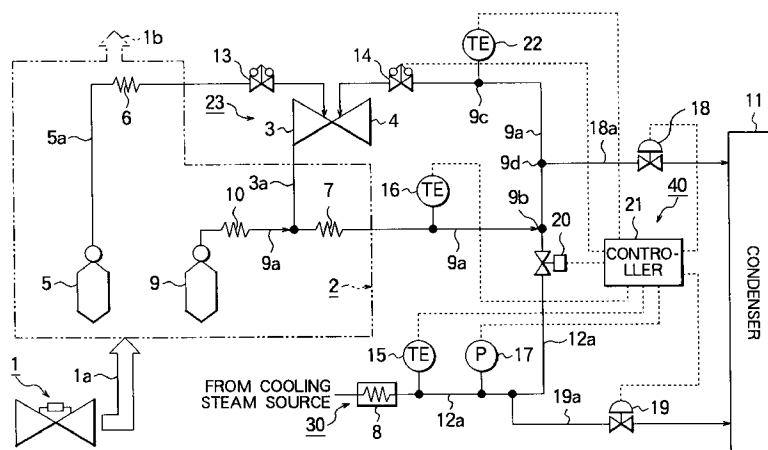 1b
13
14
TE
22
11
6
23
3
4
9c
9a
18a
18
5a
3a
9d
10
7
16
TE
9b
20
21
40
9a
9a
CONTRO-
LLER
CONDENSER
5
9
2
15
TE
P
17
12a
1
1a
FROM COOLING
STEAM SOURCE
30
8
12a
19a
19